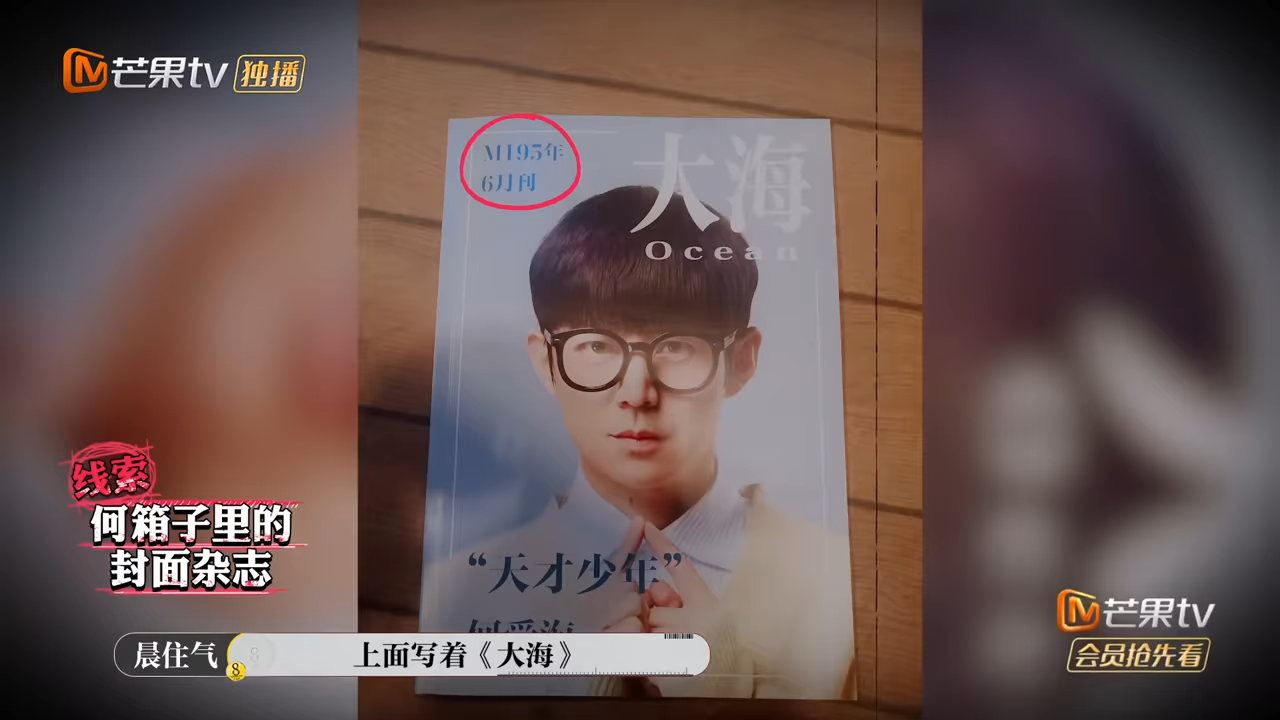 芒果tv 独播
M195年
6月刊
大海
Ocean
线索
何箱子里的
封面杂志
“天才少年”
晨住气
8
上面写着《大海》
芒果tv
会员抢先看